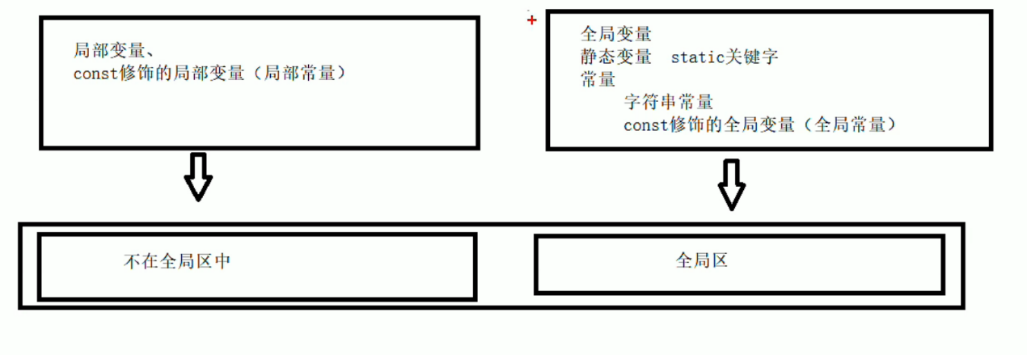 局部变量、
const修饰的局部变量（局部常量）
全局变量
静态变量 static关键字
常量
字符串常量
const修饰的全局变量（全局常量）
不在全局区中
全局区